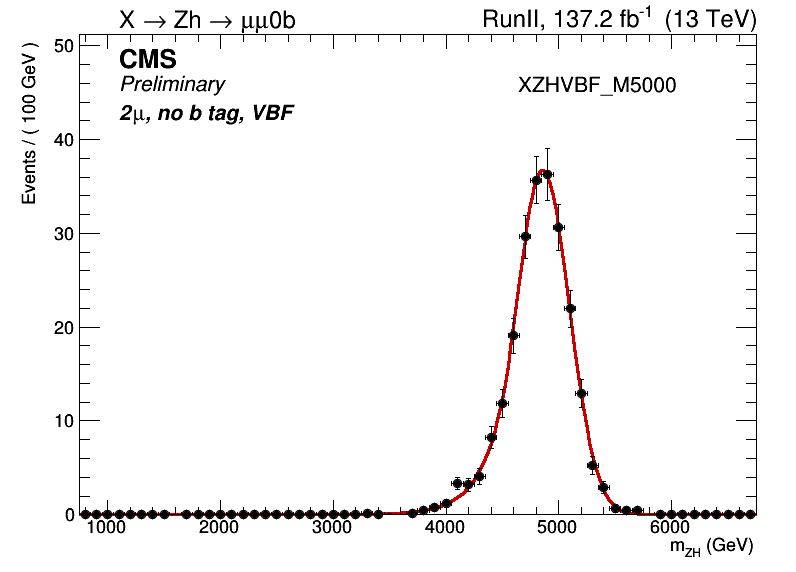 X → Zh → μμ0b
RunII, 137.2 fb⁻¹ (13 TeV)
CMS
Preliminary
2μ, no b tag, VBF
XZHVBF_M5000
Events / ( 100 GeV )
50
40
30
20
10
0
1000 2000 3000 4000 5000 6000
m_ZH (GeV)